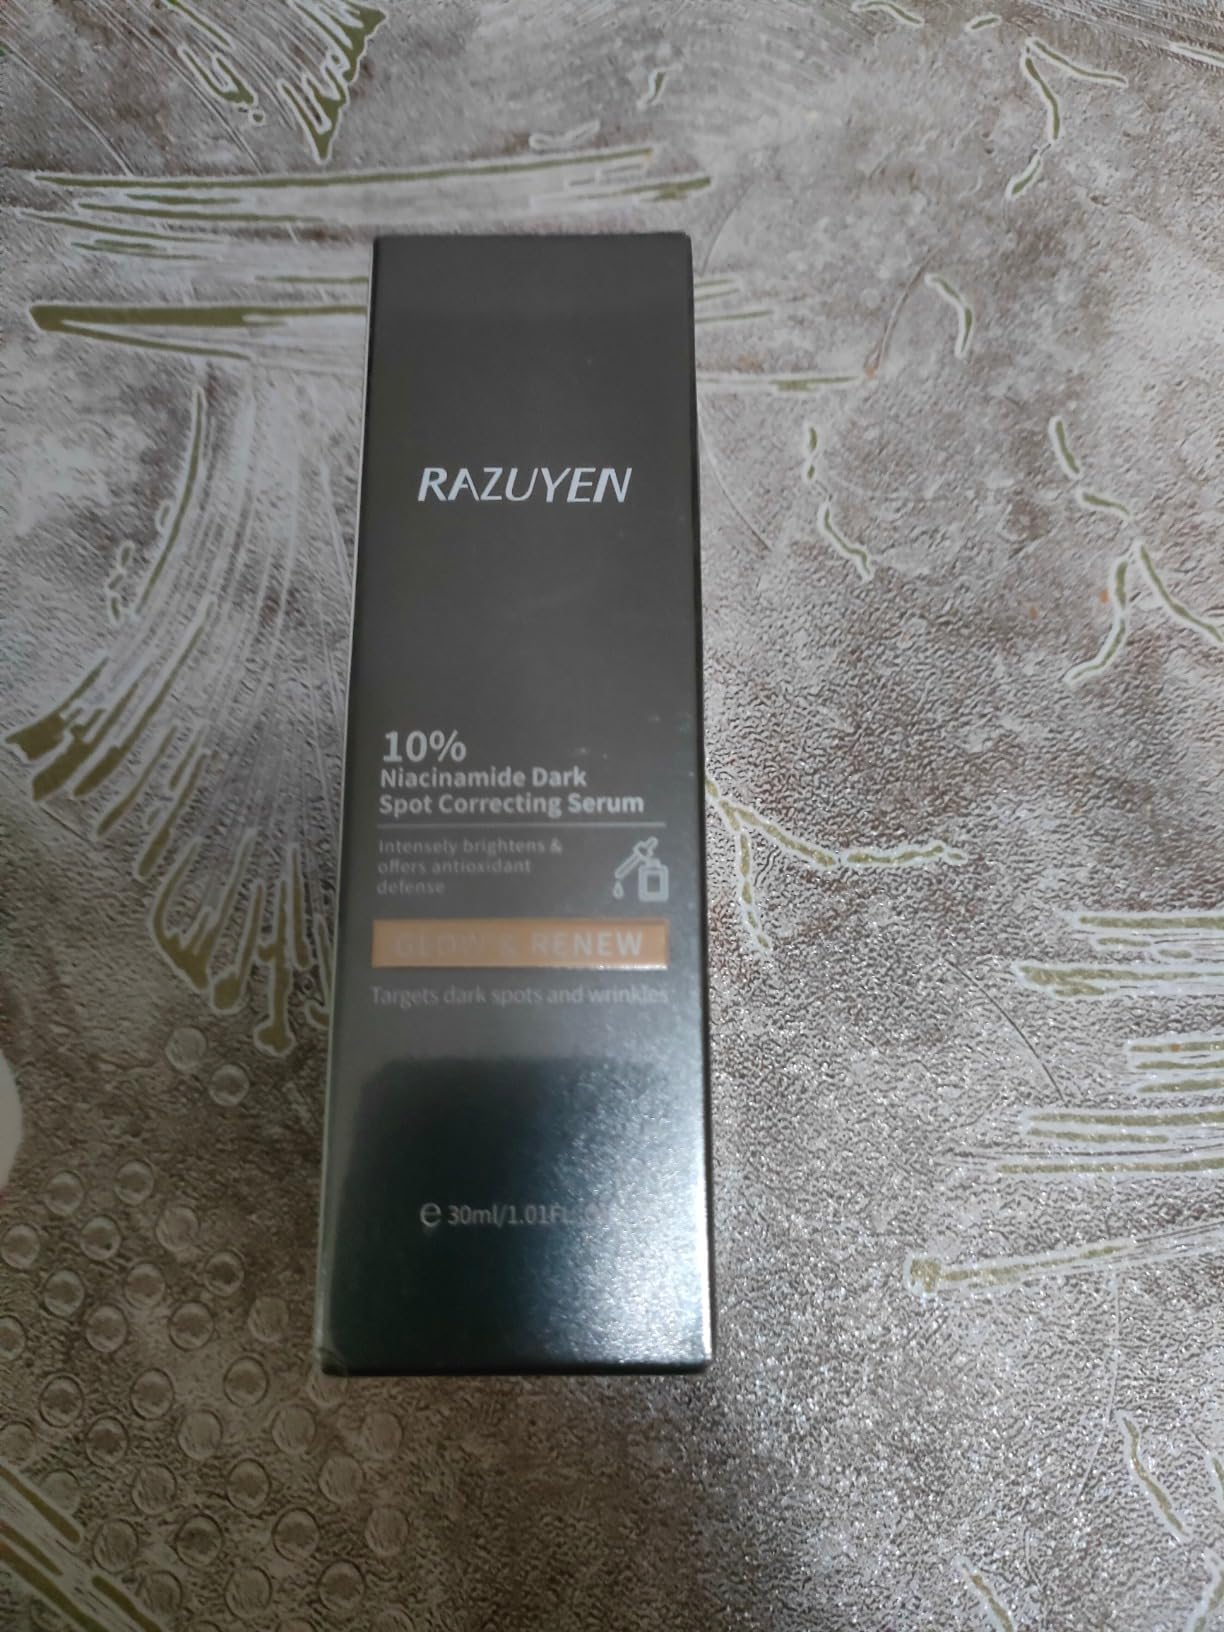 RAZUYEN
10%
Niacinamide Dark
Spot Correcting Serum
Intensely brightens &
offers antioxidant
defense
GLOW & RENEW
Targets dark spots and wrinkles
e 30ml/1.01FL.